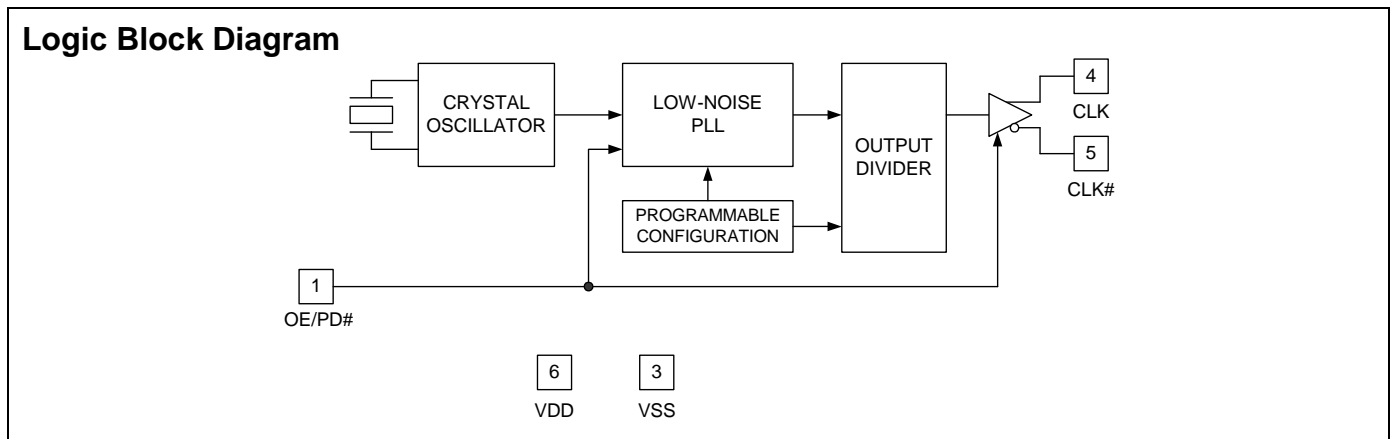 Logic Block Diagram
CRYSTAL
OSCILLATOR
LOW-NOISE
PLL
OUTPUT
DIVIDER
PROGRAMMABLE
CONFIGURATION
4
CLK
5
CLK#
1
OE/PD#
6
VDD
3
VSS